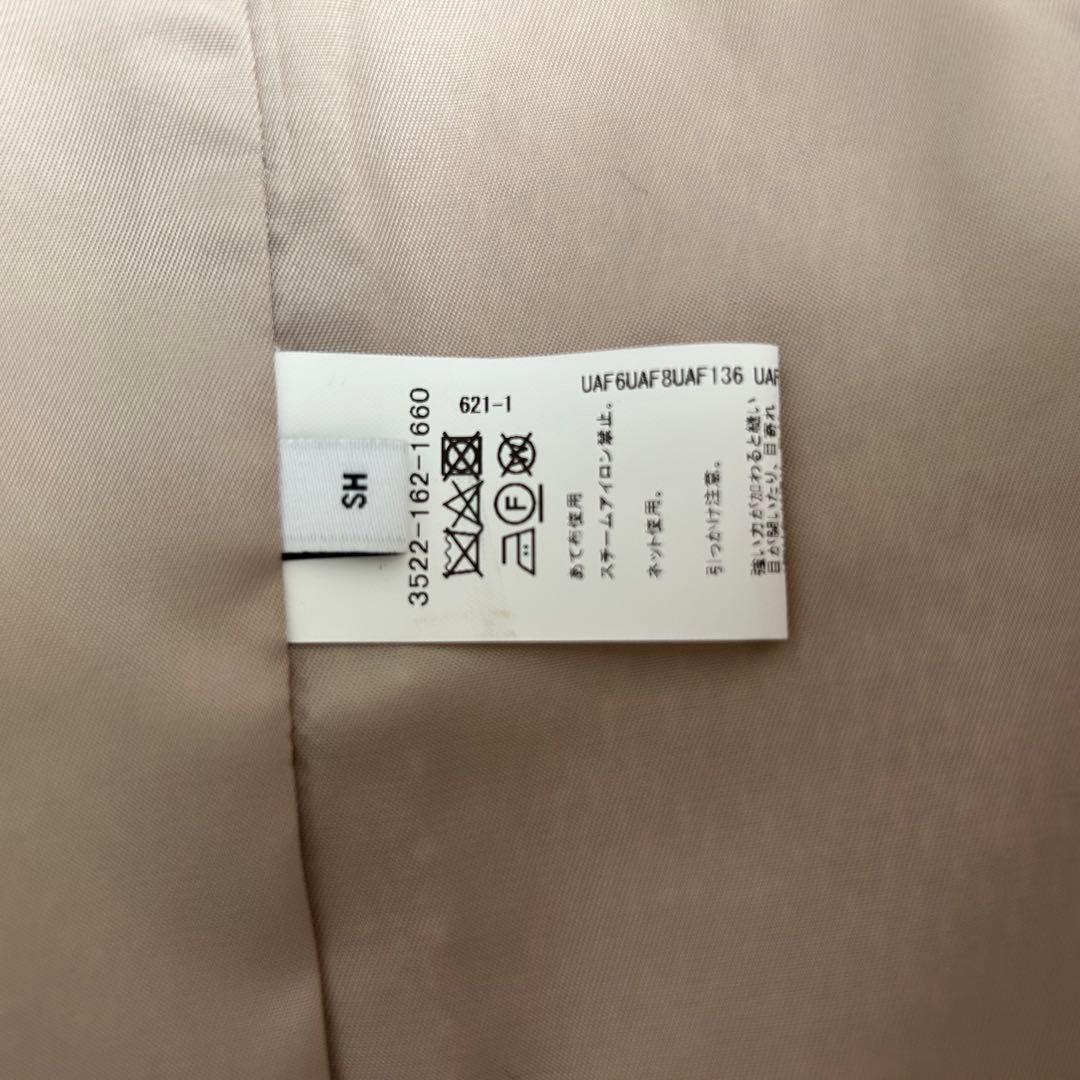 SH
3522-162-1660
621-1
UAF6UAF8UAF136 UAF
あて布使用
スチームアイロン禁止。
ネット使用。
引っかけ注意。
強い力が加わると縫い
目が開いたり、目寄れ